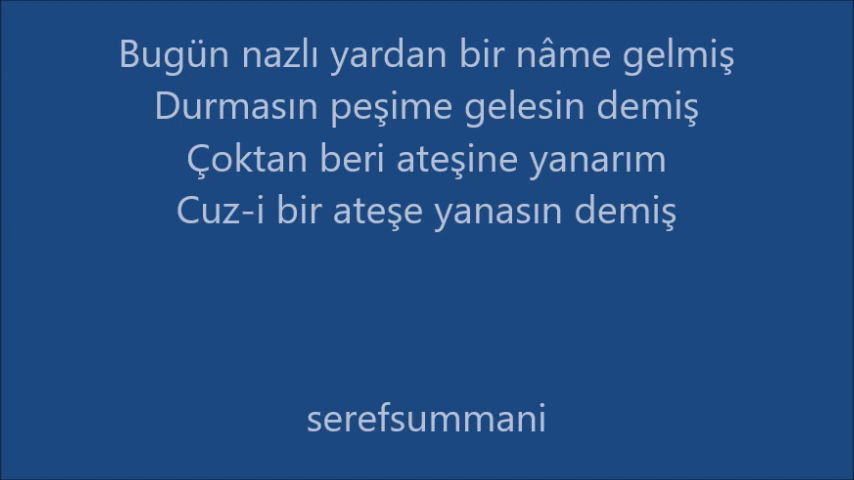 Bugün nazlı yardan bir nâme gelmiş
Durmasın peşime gelesin demiş
Çoktan beri ateşine yanarım
Cuz-i bir ateşe yanasın demiş
serefsummani